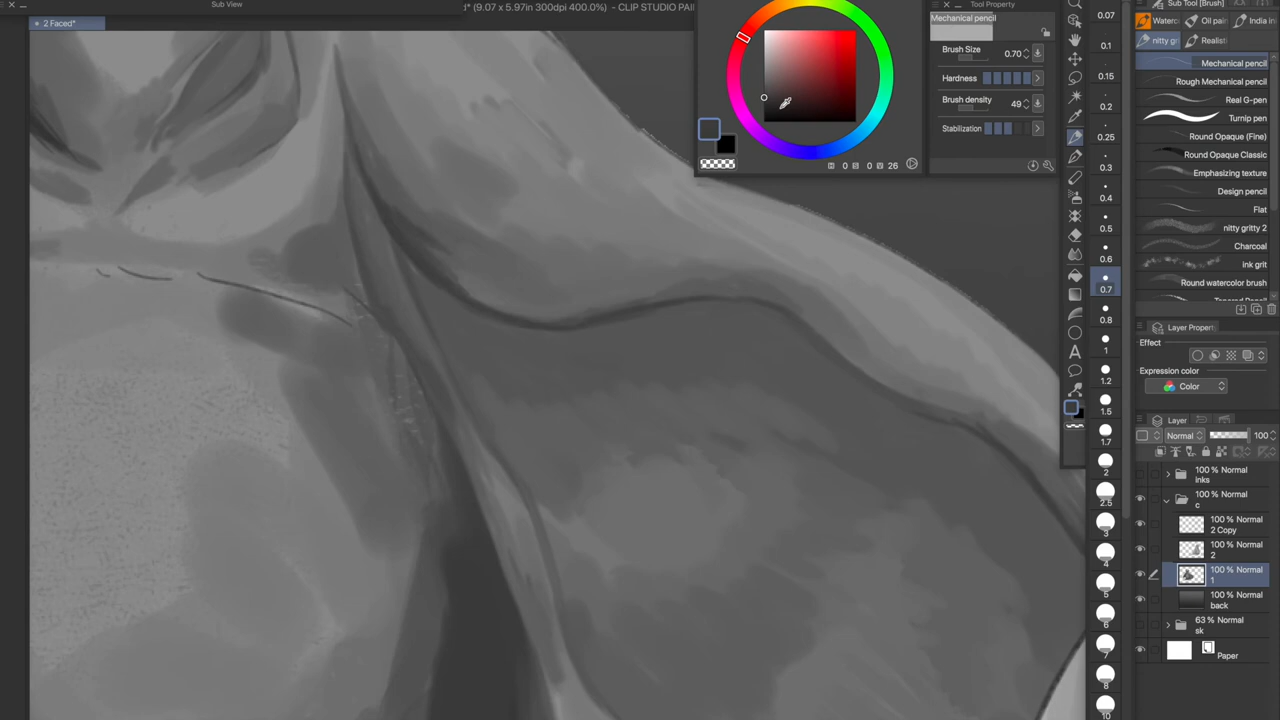 Sub View
t* (9.07 x 5.97in 300dpi 400.0%) - CLIP STUDIO PAI
2 Faced*
H 0 S 0 V 26
Tool Property
Mechanical pencil
Brush Size 0.70
Hardness
Brush density 49
Stabilization
0.07
0.1
0.15
0.2
0.25
0.3
0.4
0.5
0.6
0.7
0.8
1
1.2
1.5
1.7
2
2.5
3
4
5
6
7
8
10
Sub Tool [Brush]
Waterc Oil pain India in
nitty gr Realist
Mechanical pencil
Rough Mechanical pencil
Real G-pen
Turnip pen
Round Opaque (Fine)
Round Opaque Classic
Emphasizing texture
Design pencil
Flat
nitty gritty 2
Charcoal
ink grit
Round watercolor brush
Tapered Pencil
Layer Property
Effect
Expression color
Color
Layer
Normal 100
100 % Normal
inks
100 % Normal
c
100 % Normal
2 Copy
100 % Normal
2
100 % Normal
1
100 % Normal
back
63 % Normal
sk
Paper